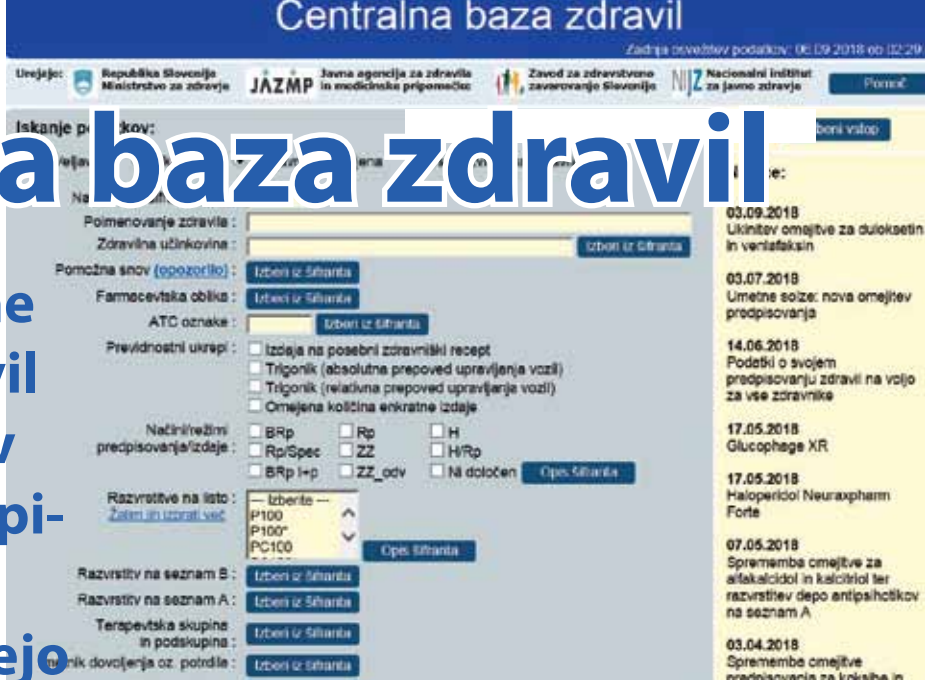 Centralna baza zdravil
Zadnja osvežitev podatkov: 06.09.2018 ob 02:29
Urejajo:
Republika Slovenija
Ministrstvo za zdravje
JAZMP
Javna agencija za zdravila
in medicinske pripomočke
Zavod za zdravstveno
zavarovanje Slovenije
NIJZ
Nacionalni inštitut
za javno zdravje
Pomoč
Iskanje
vstop
a baza zdravil
03.09.2018
Ukinitev omejitve za duloksetin
in venlafaksin
03.07.2018
Umetne solze: nova omejitev
predpisovanja
14.06.2018
Podatki o svojem
predpisovanju zdravil na voljo
za vse zdravnike
17.05.2018
Glucophage XR
17.05.2018
Haloperidol Neuraxpharm
Forte
07.05.2018
Sprememba omejitve za
alfakalcidol in kalcitriol ter
razvrstitev depo antipsihotikov
na seznam A
03.04.2018
Sprememba omejitve
predpisovanja za koksibe in
Poimenovanje zdravila :
Zdravilna učinkovina : Izberi iz šifranta
Pomožna snov (opozorilo) : Izberi iz šifranta
Farmacevtska oblika : Izberi iz šifranta
ATC oznake : Izberi iz šifranta
Previdnostni ukrepi : Izdaja na posebni zdravniški recept
Trigonik (absolutna prepoved upravljanja vozil)
Trigonik (relativna prepoved upravljanja vozil)
Omejena količina enkratne izdaje
Načini/režimi
predpisovanja/izdaje :
BRp Rp H
Rp/Spec ZZ H/Rp
BRp I+p ZZ_odv Ni določen Opis šifranta
Razvrstitve na listo :
Želim jih izbrati več
--- Izberite ---
P100
P100*
PC100
Opis šifranta
Razvrstitv na seznam B : Izberi iz šifranta
Razvrstitv na seznam A : Izberi iz šifranta
Terapevtska skupina
in podskupina : Izberi iz šifranta
dovoljenja oz. potrdila : Izberi iz šifranta
ne
vil
v
pi-
ejo